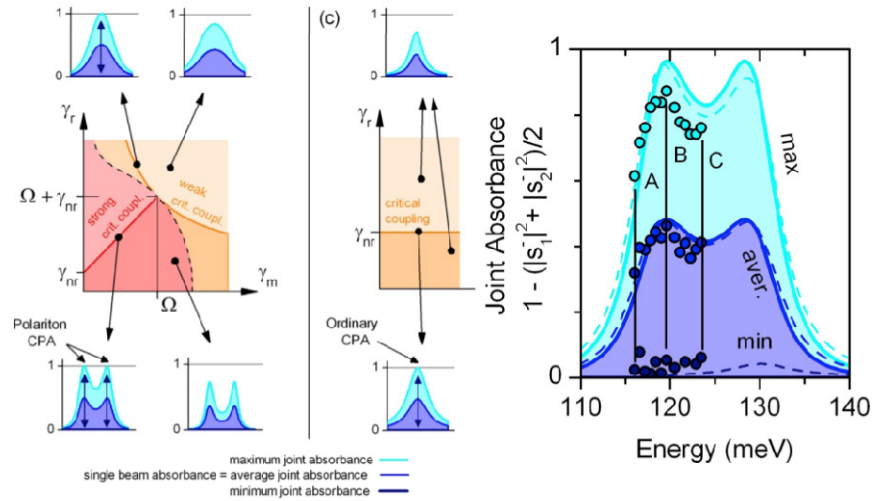 1
0
1
0
(c)
1
0
γr
γr
Ω + γnr
γnr
strong
crit. coupl.
weak
crit. coupl.
Ω
γm
critical
coupling
γnr
Polariton
CPA
Ordinary
CPA
1
0
1
0
1
0
maximum joint absorbance
single beam absorbance = average joint absorbance
minimum joint absorbance
Joint Absorbance
1 - (|s₁⁻|² + |s₂⁻|²)/2
1
0
A
B
C
max
aver.
min
110
120
130
140
Energy (meV)